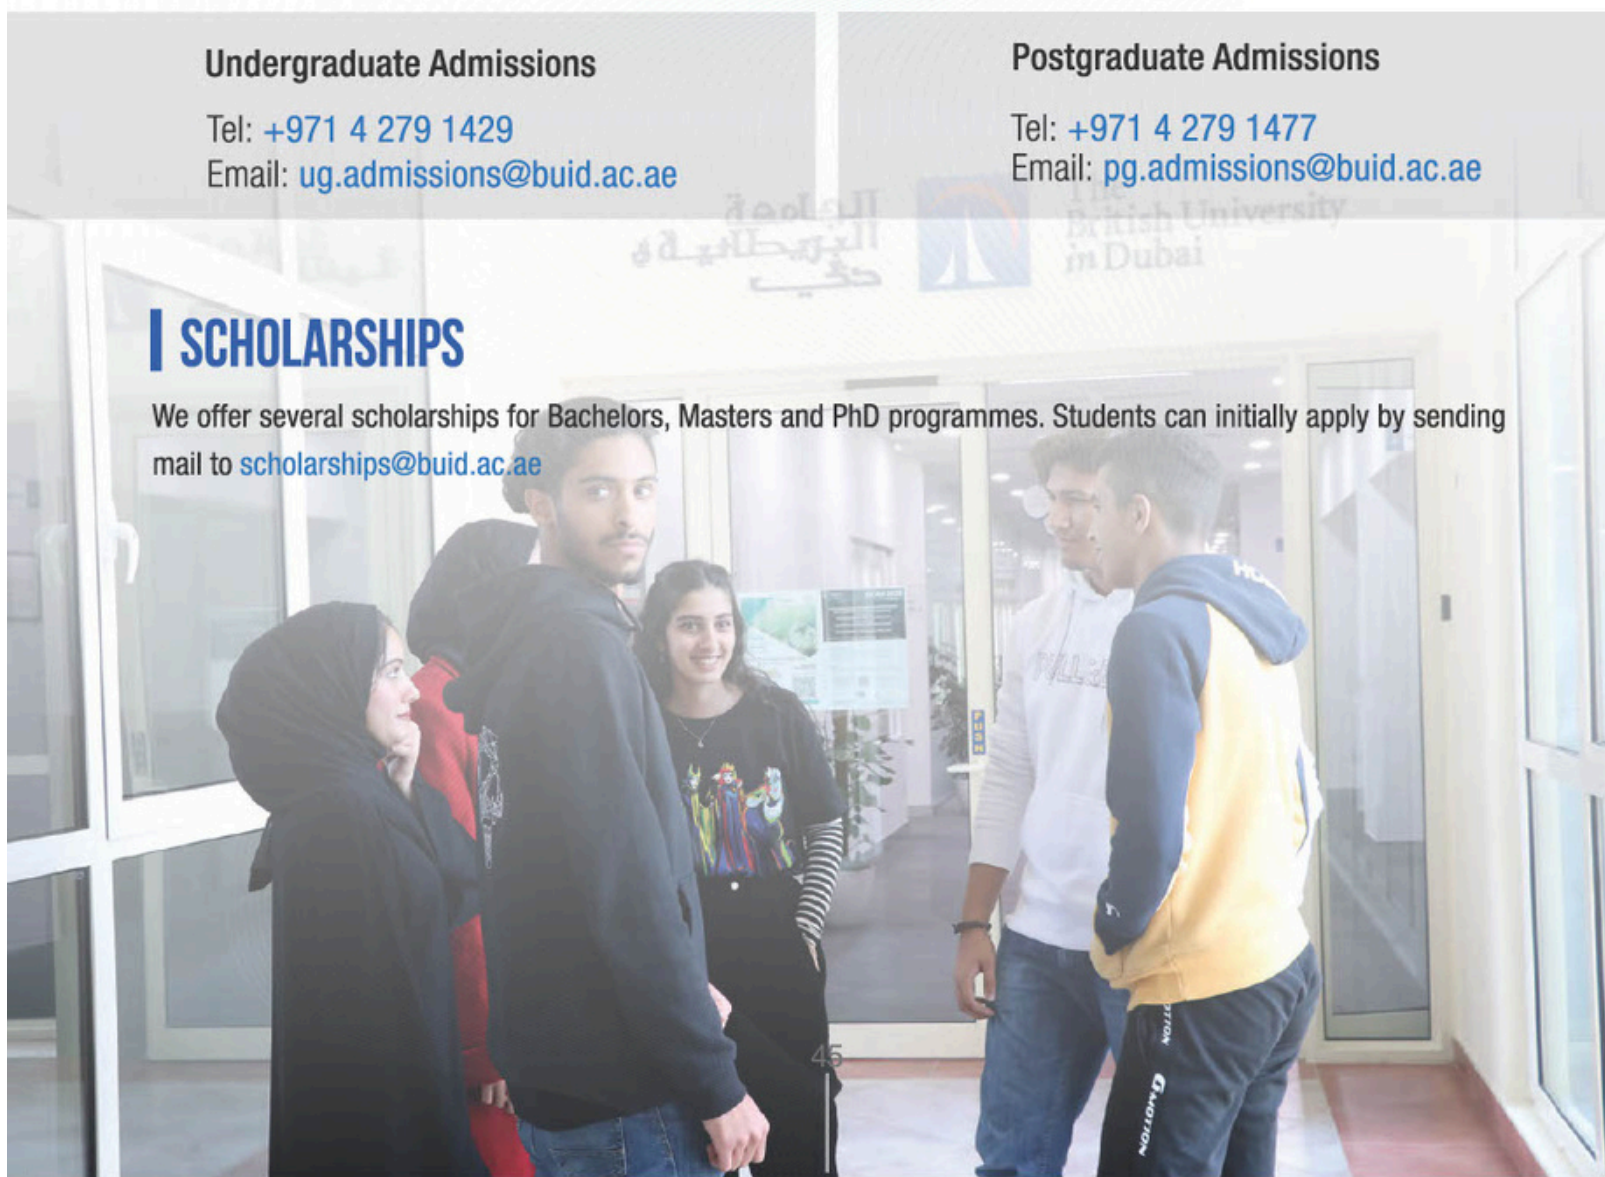 Undergraduate Admissions
Tel: +971 4 279 1429
Email: ug.admissions@buid.ac.ae
Postgraduate Admissions
Tel: +971 4 279 1477
Email: pg.admissions@buid.ac.ae
الجامعة
البريطانية في
دبي
The
British University
in Dubai
SCHOLARSHIPS
We offer several scholarships for Bachelors, Masters and PhD programmes. Students can initially apply by sending
mail to scholarships@buid.ac.ae
PUSH
GMOTION
45